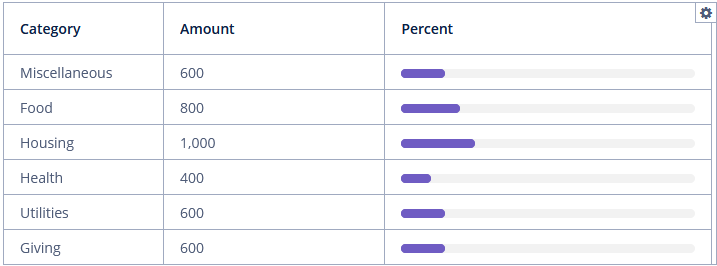 Category Amount Percent
Miscellaneous 600
Food 800
Housing 1,000
Health 400
Utilities 600
Giving 600